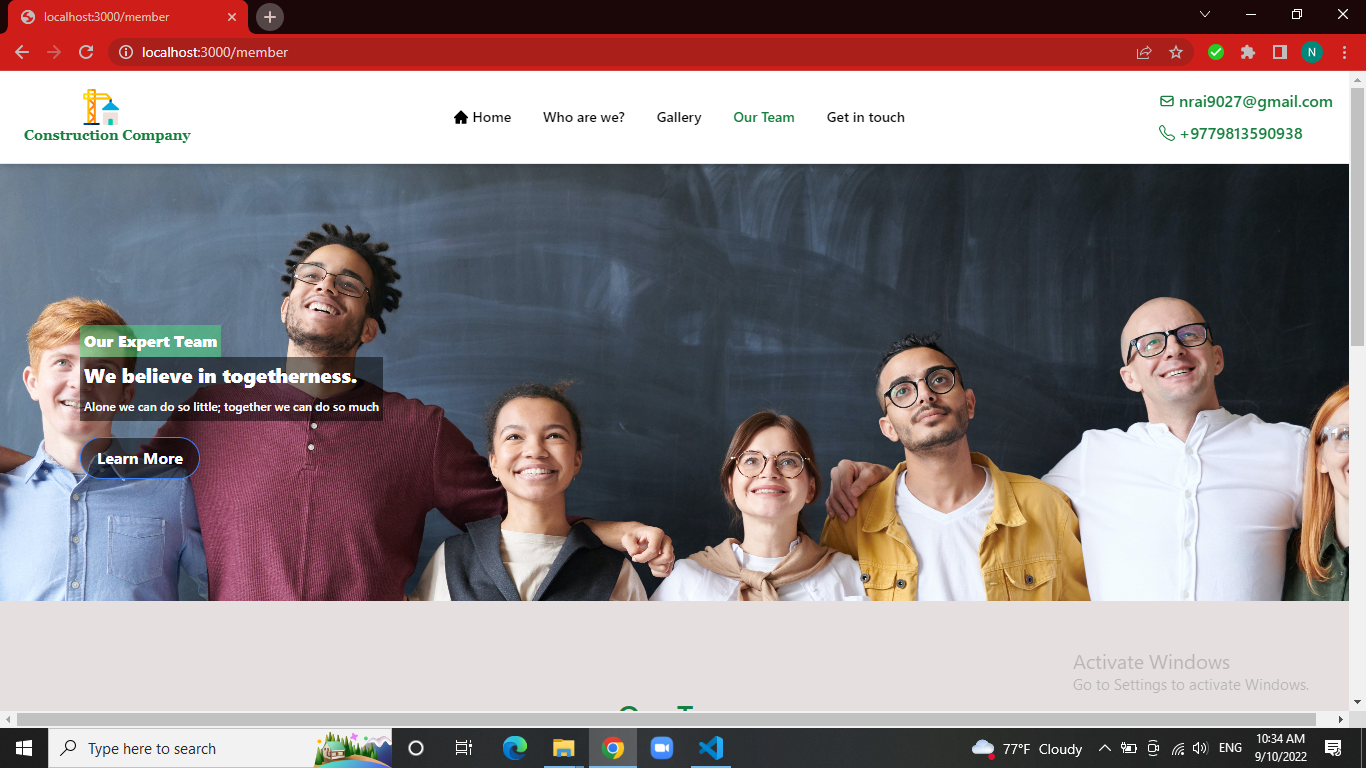 localhost:3000/member
localhost:3000/member
N
Construction Company
Home
Who are we?
Gallery
Our Team
Get in touch
nrai9027@gmail.com
+9779813590938
Our Expert Team
We believe in togetherness.
Alone we can do so little; together we can do so much
Learn More
Activate Windows
Go to Settings to activate Windows.
Type here to search
77°F Cloudy
ENG
10:34 AM
9/10/2022